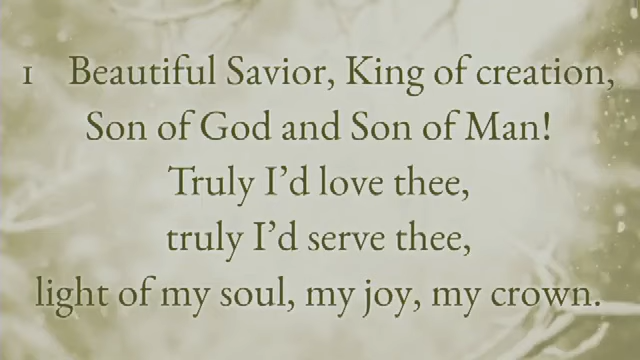 1 Beautiful Savior, King of creation,
Son of God and Son of Man!
Truly I'd love thee,
truly I'd serve thee,
light of my soul, my joy, my crown.